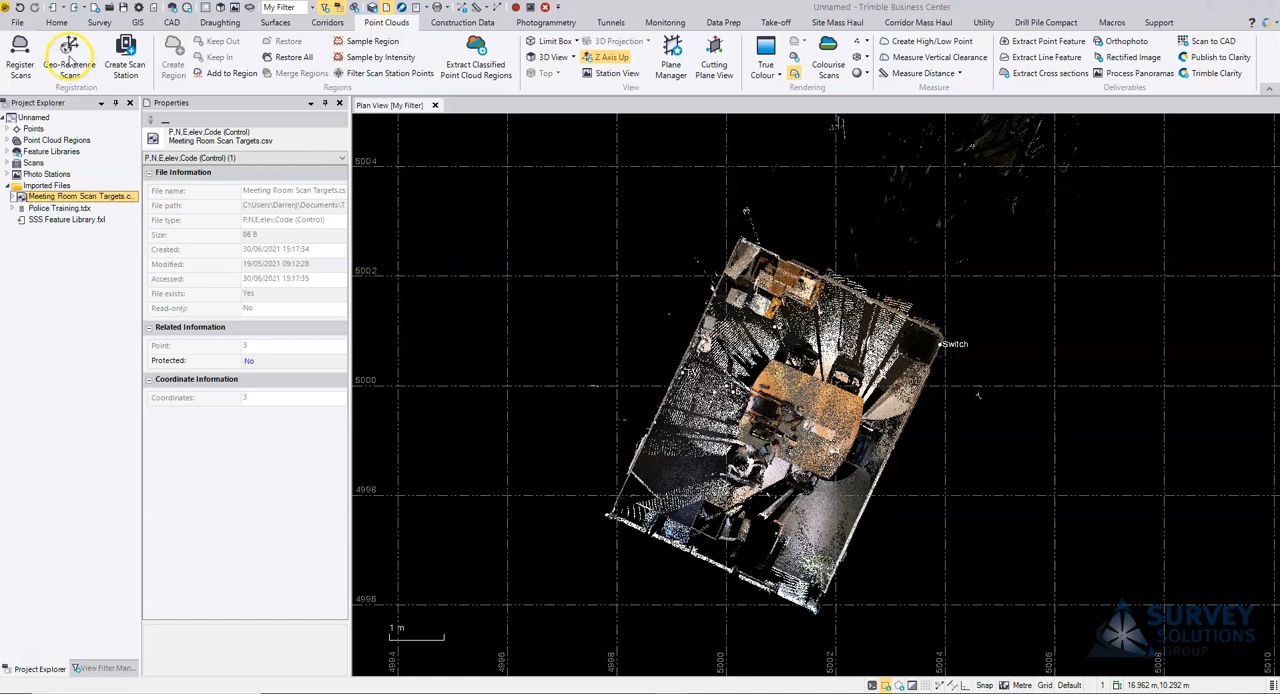 My Filter
Unnamed - Trimble Business Center
File Home Survey GIS CAD Draughting Surfaces Corridors Point Clouds Construction Data Photogrammetry Tunnels Monitoring Data Prep Take-off Site Mass Haul Corridor Mass Haul Utility Drill Pile Compact Macros Support
Register Scans
Geo-Reference Scans
Create Scan Station
Registration
Create Region
Keep Out
Keep In
Add to Region
Restore
Restore All
Merge Regions
Sample Region
Sample by Intensity
Filter Scan Station Points
Regions
Extract Classified Point Cloud Regions
Limit Box
3D View
Top
3D Projection
Z Axis Up
Station View
View
Plane Manager
Cutting Plane View
True Colour
Colourise Scans
Rendering
Create High/Low Point
Measure Vertical Clearance
Measure Distance
Measure
Extract Point Feature
Extract Line Feature
Extract Cross sections
Orthophoto
Rectified Image
Process Panoramas
Scan to CAD
Publish to Clarity
Trimble Clarity
Deliverables
Project Explorer
Unnamed
Points
Point Cloud Regions
Feature Libraries
Scans
Photo Stations
Imported Files
Meeting Room Scan Targets.c...
Police Training.tdx
SSS Feature Library.fxl
Project Explorer
View Filter Man...
Properties
P,N,E,elev,Code (Control)
Meeting Room Scan Targets.csv
P,N,E,elev,Code (Control) (1)
File Information
File name: Meeting Room Scan Targets.cs
File path: C:\Users\Darrenj\Documents\T
File type: P,N,E,elev,Code (Control)
Size: 86 B
Created: 30/06/2021 15:17:34
Modified: 19/05/2021 09:12:28
Accessed: 30/06/2021 15:17:35
File exists: Yes
Read-only: No
Related Information
Point: 3
Protected: No
Coordinate Information
Coordinates: 3
Plan View [My Filter]
5004
5002
5000
4998
4996
Switch
1 m
4994
4996
4998
5000
5002
5004
5006
5008
5010
SURVEY
SOLUTIONS
GROUP
Snap Metre Grid Default 1 16.962 m,10.292 m